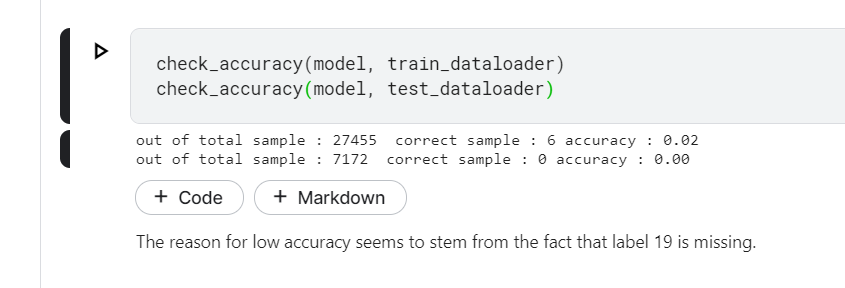 check_accuracy(model, train_dataloader)
check_accuracy(model, test_dataloader)
out of total sample : 27455  correct sample : 6 accuracy : 0.02
out of total sample : 7172  correct sample : 0 accuracy : 0.00
+ Code + Markdown
The reason for low accuracy seems to stem from the fact that label 19 is missing.